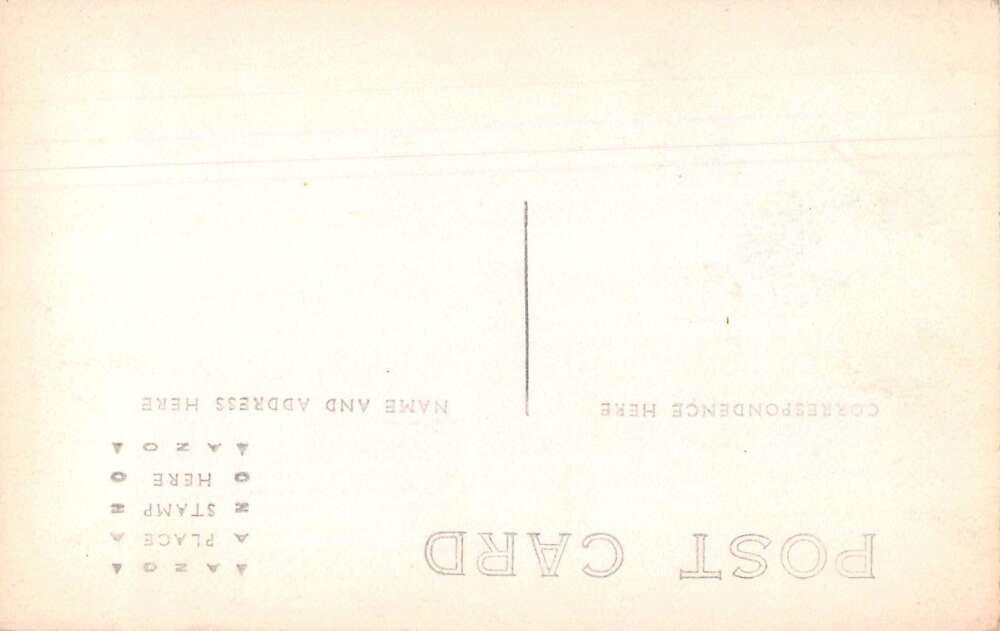 POST CARD
▲ A Z O ▲
A PLACE A
Z STAMP Z
O HERE O
▲ A Z O ▲
CORRESPONDENCE HERE
NAME AND ADDRESS HERE